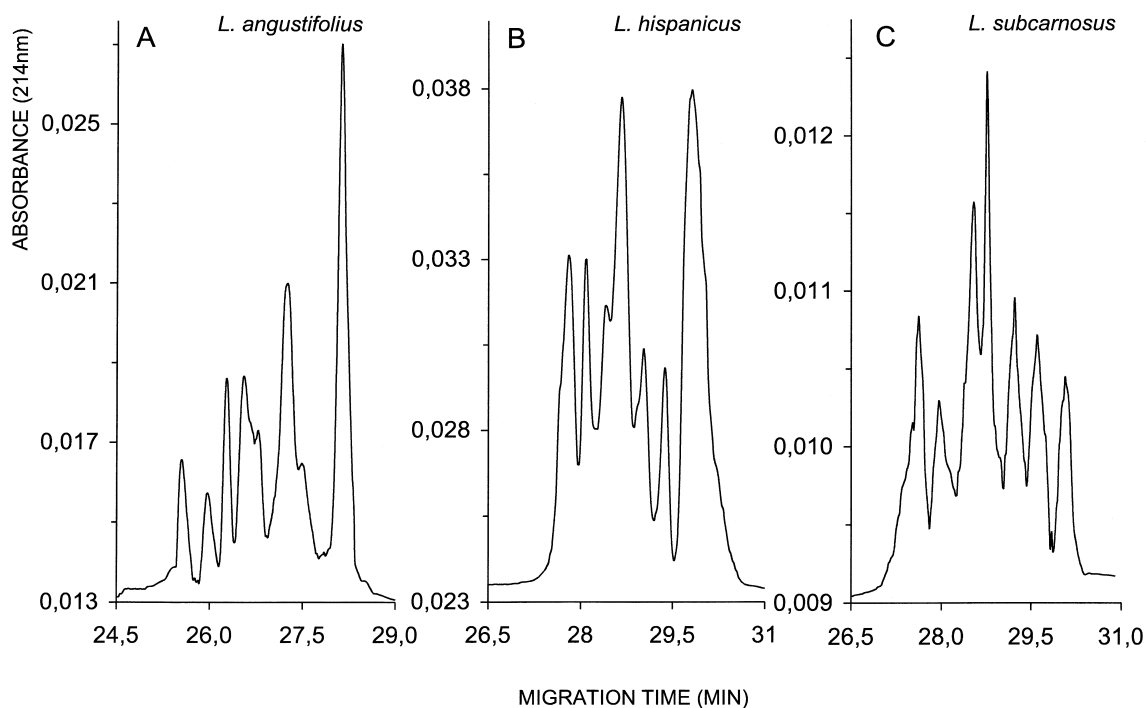 A
L. angustifolius
ABSORBANCE (214nm)
0,025
0,021
0,017
0,013
24,5 26,0 27,5 29,0
B
L. hispanicus
0,038
0,033
0,028
0,023
26,5 28 29,5 31
C
L. subcarnosus
0,012
0,011
0,010
0,009
26,5 28,0 29,5 31,0
MIGRATION TIME (MIN)